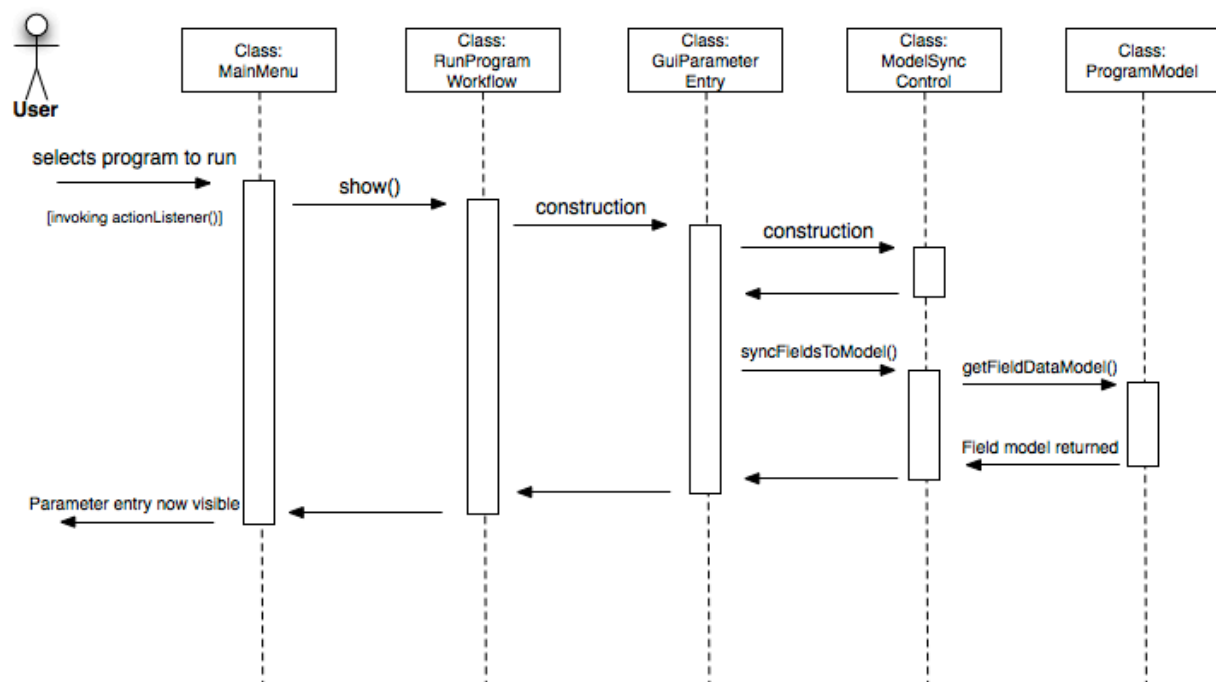 Class:
MainMenu
Class:
RunProgram
Workflow
Class:
GuiParameter
Entry
Class:
ModelSync
Control
Class:
ProgramModel
User
selects program to run
[invoking actionListener()]
show()
construction
construction
syncFieldsToModel()
getFieldDataModel()
Field model returned
Parameter entry now visible